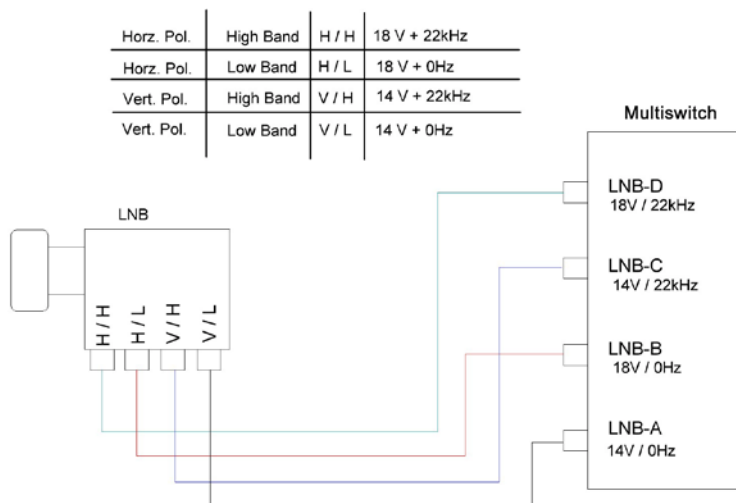 Horz. Pol. High Band H / H 18 V + 22kHz
Horz. Pol. Low Band H / L 18 V + 0Hz
Vert. Pol. High Band V / H 14 V + 22kHz
Vert. Pol. Low Band V / L 14 V + 0Hz
Multiswitch
LNB-D
18V / 22kHz
LNB
LNB-C
14V / 22kHz
H / H
H / L
V / H
V / L
LNB-B
18V / 0Hz
LNB-A
14V / 0Hz